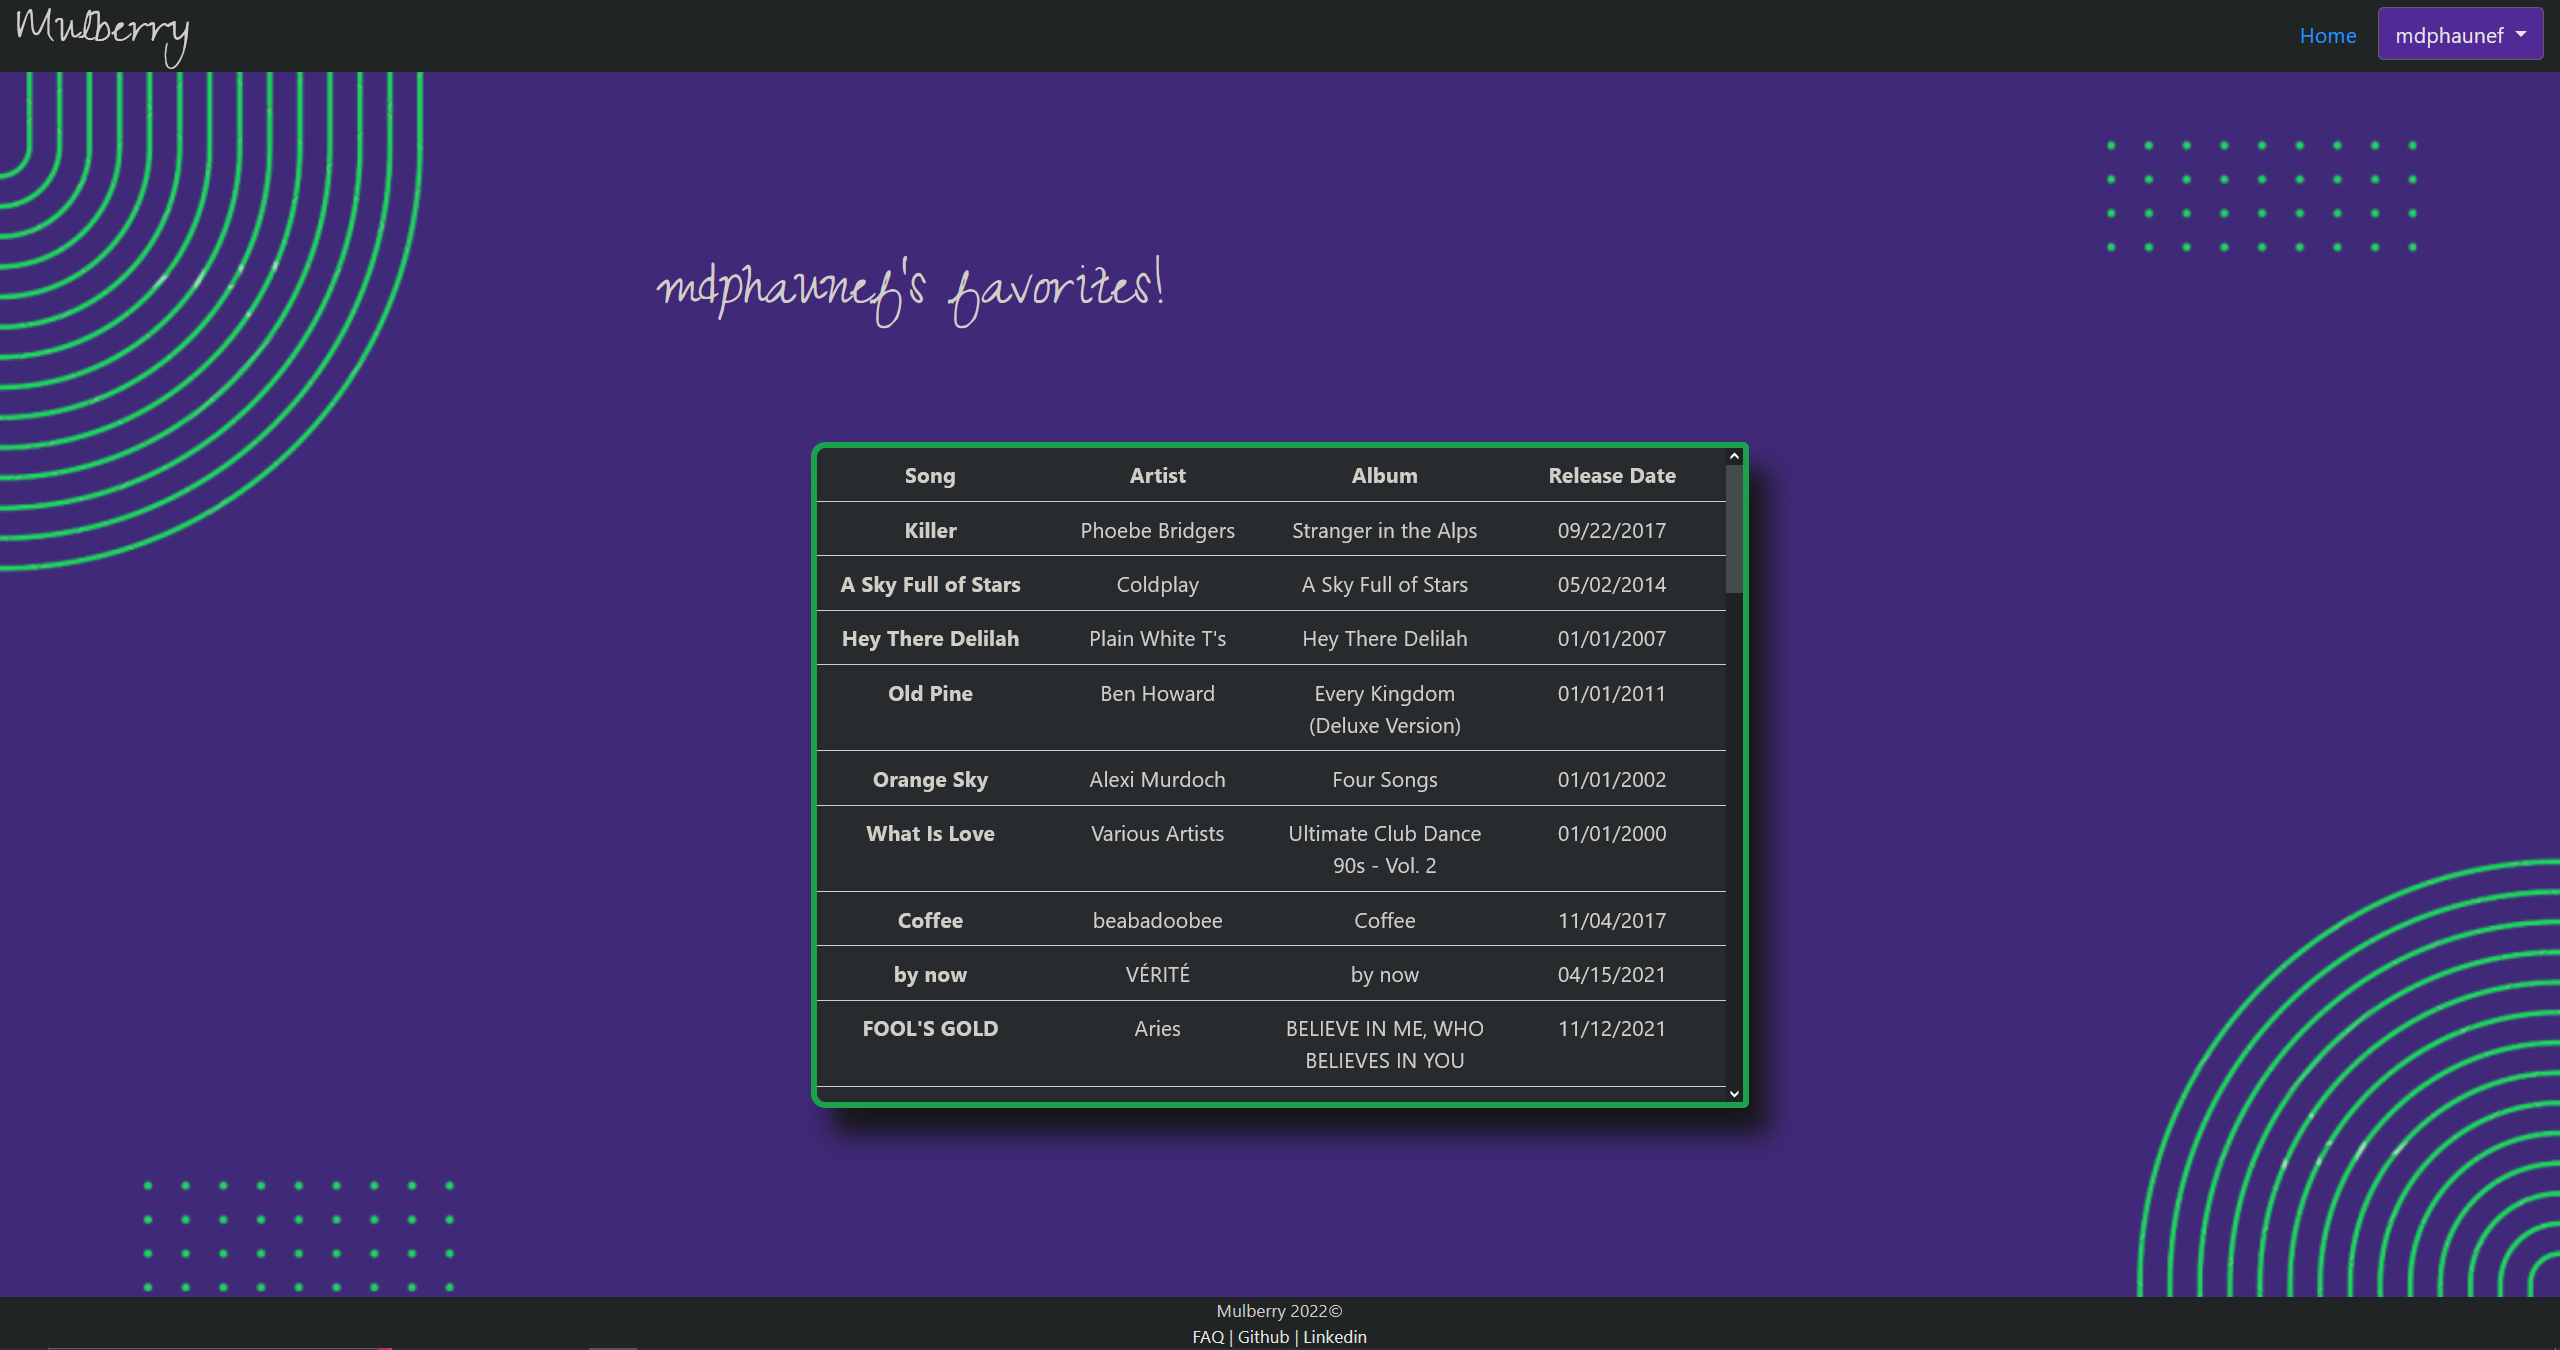 Mulberry
Home mdphaunef
mdphaunef's favorites!
Song Artist Album Release Date
Killer Phoebe Bridgers Stranger in the Alps 09/22/2017
A Sky Full of Stars Coldplay A Sky Full of Stars 05/02/2014
Hey There Delilah Plain White T's Hey There Delilah 01/01/2007
Old Pine Ben Howard Every Kingdom 01/01/2011
(Deluxe Version)
Orange Sky Alexi Murdoch Four Songs 01/01/2002
What Is Love Various Artists Ultimate Club Dance 01/01/2000
90s - Vol. 2
Coffee beabadoobee Coffee 11/04/2017
by now VÉRITÉ by now 04/15/2021
FOOL'S GOLD Aries BELIEVE IN ME, WHO 11/12/2021
BELIEVES IN YOU
Mulberry 2022©
FAQ | Github | Linkedin